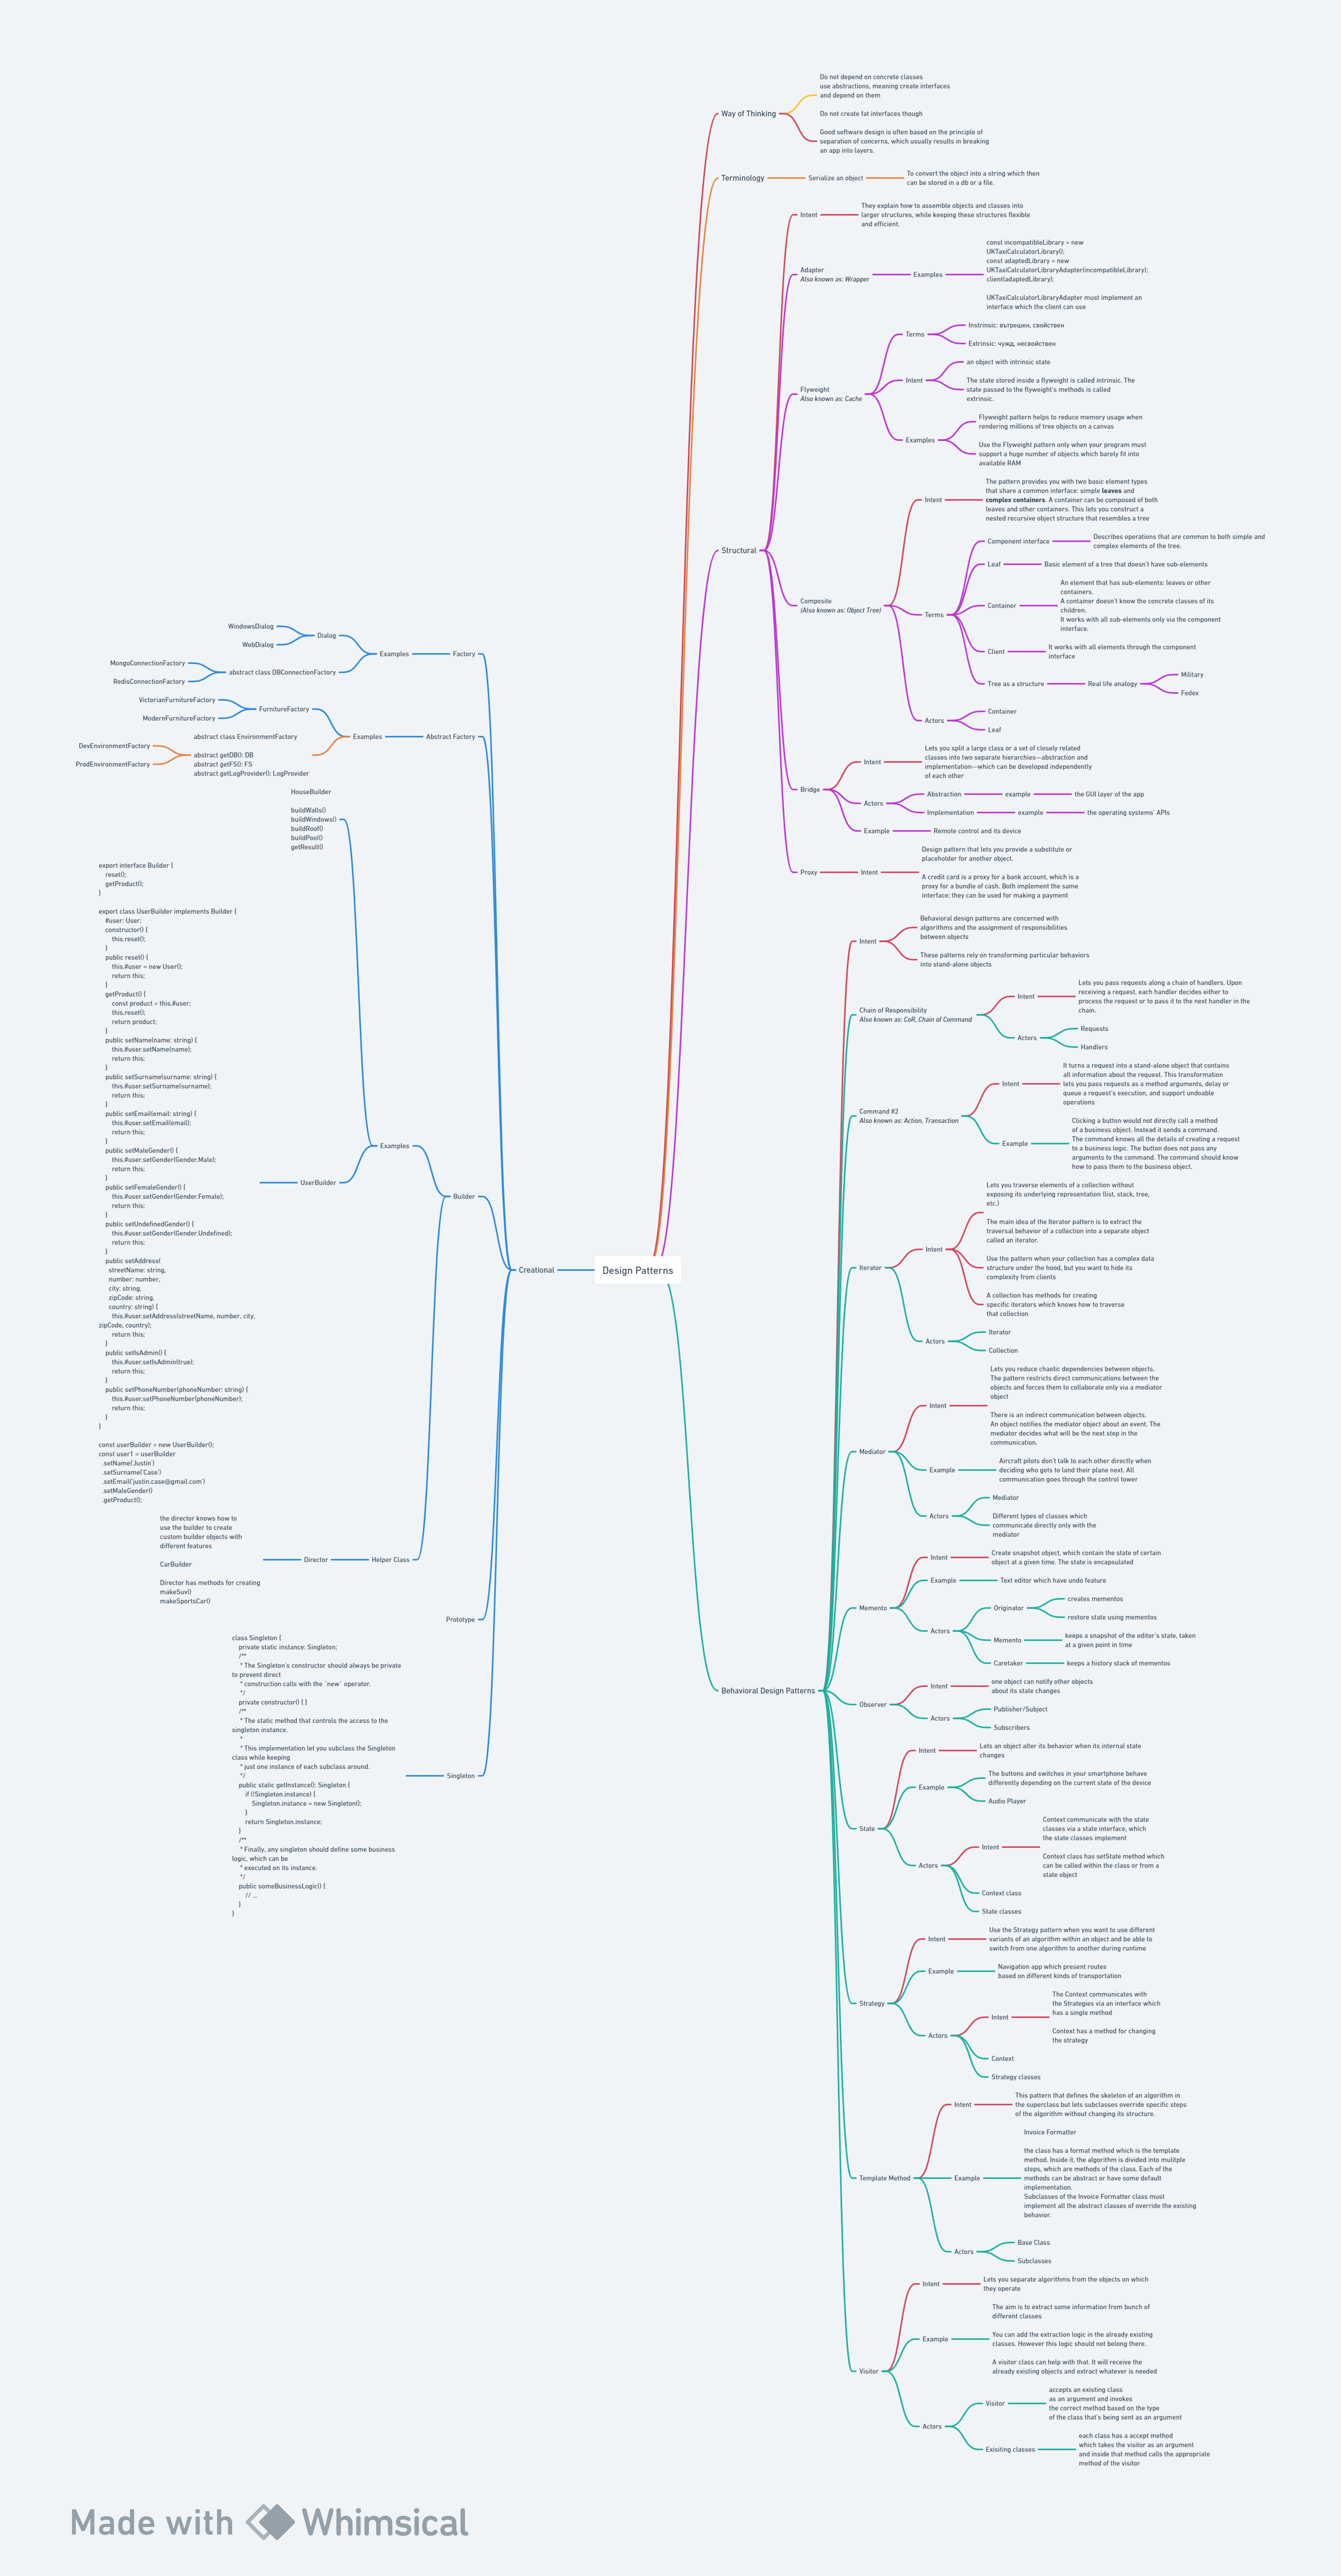 Design Patterns
Way of Thinking
Do not depend on concrete classes
use abstractions, meaning create interfaces
and depend on them
Do not create fat interfaces though
Good software design is often based on the principle of
separation of concerns, which usually results in breaking
an app into layers.
Terminology
Serialize an object
To convert the object into a string which then
can be stored in a db or a file.
Structural
Intent
They explain how to assemble objects and classes into
larger structures, while keeping these structures flexible
and efficient.
Adapter
Also known as: Wrapper
Examples
const incompatibleLibrary = new
UKTaxiCalculatorLibrary();
const adaptedLibrary = new
UKTaxiCalculatorLibraryAdapter(incompatibleLibrary);
client(adaptedLibrary);
UKTaxiCalculatorLibraryAdapter must implement an
interface which the client can use
Flyweight
Also known as: Cache
Terms
Instrinsic: вътрешен, свойствен
Extrinsic: чужд, несвойствен
Intent
an object with intrinsic state
The state stored inside a flyweight is called intrinsic. The
state passed to the flyweight's methods is called
extrinsic.
Examples
Flyweight pattern helps to reduce memory usage when
rendering millions of tree objects on a canvas
Use the Flyweight pattern only when your program must
support a huge number of objects which barely fit into
available RAM
Composite
(Also known as: Object Tree)
Intent
The pattern provides you with two basic element types
that share a common interface: simple leaves and
complex containers. A container can be composed of both
leaves and other containers. This lets you construct a
nested recursive object structure that resembles a tree
Terms
Component interface
Describes operations that are common to both simple and
complex elements of the tree.
Leaf
Basic element of a tree that doesn't have sub-elements
Container
An element that has sub-elements: leaves or other
containers.
A container doesn't know the concrete classes of its
children.
It works with all sub-elements only via the component
interface.
Client
It works with all elements through the component
interface
Tree as a structure
Real life analogy
Military
Fedex
Actors
Container
Leaf
Bridge
Intent
Lets you split a large class or a set of closely related
classes into two separate hierarchies—abstraction and
implementation—which can be developed independently
of each other
Actors
Abstraction
example
the GUI layer of the app
Implementation
example
the operating systems' APIs
Example
Remote control and its device
Proxy
Intent
Design pattern that lets you provide a substitute or
placeholder for another object.
A credit card is a proxy for a bank account, which is a
proxy for a bundle of cash. Both implement the same
interface: they can be used for making a payment
Behavioral Design Patterns
Intent
Behavioral design patterns are concerned with
algorithms and the assignment of responsibilities
between objects
These patterns rely on transforming particular behaviors
into stand-alone objects
Chain of Responsibility
Also known as: CoR, Chain of Command
Intent
Lets you pass requests along a chain of handlers. Upon
receiving a request, each handler decides either to
process the request or to pass it to the next handler in the
chain.
Actors
Requests
Handlers
Command #2
Also known as: Action, Transaction
Intent
It turns a request into a stand-alone object that contains
all information about the request. This transformation
lets you pass requests as a method arguments, delay or
queue a request's execution, and support undoable
operations
Example
Clicking a button would not directly call a method
of a business object. Instead it sends a command.
The command knows all the details of creating a request
to a business logic. The button does not pass any
arguments to the command. The command should know
how to pass them to the business object.
Iterator
Intent
Lets you traverse elements of a collection without
exposing its underlying representation (list, stack, tree,
etc.)
The main idea of the Iterator pattern is to extract the
traversal behavior of a collection into a separate object
called an iterator.
Use the pattern when your collection has a complex data
structure under the hood, but you want to hide its
complexity from clients
A collection has methods for creating
specific iterators which knows how to traverse
that collection
Actors
Iterator
Collection
Mediator
Intent
Lets you reduce chaotic dependencies between objects.
The pattern restricts direct communications between the
objects and forces them to collaborate only via a mediator
object
There is an indirect communication between objects.
An object notifies the mediator object about an event. The
mediator decides what will be the next step in the
communication.
Example
Aircraft pilots don't talk to each other directly when
deciding who gets to land their plane next. All
communication goes through the control tower
Actors
Mediator
Different types of classes which
communicate directly only with the
mediator
Memento
Intent
Create snapshot object, which contain the state of certain
object at a given time. The state is encapsulated
Example
Text editor which have undo feature
Actors
Originator
creates mementos
restore state using mementos
Memento
keeps a snapshot of the editor's state, taken
at a given point in time
Caretaker
keeps a history stack of mementos
Observer
Intent
one object can notify other objects
about its state changes
Actors
Publisher/Subject
Subscribers
State
Intent
Lets an object alter its behavior when its internal state
changes
Example
The buttons and switches in your smartphone behave
differently depending on the current state of the device
Audio Player
Actors
Intent
Context communicate with the state
classes via a state interface, which
the state classes implement
Context class has setState method which
can be called within the class or from a
state object
Context class
State classes
Strategy
Intent
Use the Strategy pattern when you want to use different
variants of an algorithm within an object and be able to
switch from one algorithm to another during runtime
Example
Navigation app which present routes
based on different kinds of transportation
Actors
Intent
The Context communicates with
the Strategies via an interface which
has a single method
Context has a method for changing
the strategy
Context
Strategy classes
Template Method
Intent
This pattern that defines the skeleton of an algorithm in
the superclass but lets subclasses override specific steps
of the algorithm without changing its structure.
Example
Invoice Formatter
the class has a format method which is the template
method. Inside it, the algorithm is divided into mulitple
steps, which are methods of the class. Each of the
methods can be abstract or have some default
implementation.
Subclasses of the Invoice Formatter class must
implement all the abstract classes of override the existing
behavior.
Actors
Base Class
Subclasses
Visitor
Intent
Lets you separate algorithms from the objects on which
they operate
Example
The aim is to extract some information from bunch of
different classes
You can add the extraction logic in the already existing
classes. However this logic should not belong there.
A visitor class can help with that. It will receive the
already existing objects and extract whatever is needed
Actors
Visitor
accepts an existing class
as an argument and invokes
the correct method based on the type
of the class that's being sent as an argument
Exisiting classes
each class has a accept method
which takes the visitor as an argument
and inside that method calls the appropriate
method of the visitor
Creational
Factory
Examples
Dialog
WindowsDialog
WebDialog
abstract class DBConnectionFactory
MongoConnectionFactory
RedisConnectionFactory
Abstract Factory
Examples
FurnitureFactory
VictorianFurnitureFactory
ModernFurnitureFactory
abstract class EnvironmentFactory
abstract getDB(): DB
abstract getFS(): FS
abstract getLogProvider(): LogProvider
DevEnvironmentFactory
ProdEnvironmentFactory
Builder
Examples
HouseBuilder
buildWalls()
buildWindows()
buildRoof()
buildPool()
getResult()
UserBuilder
export interface Builder {
reset();
getProduct();
}
export class UserBuilder implements Builder {
#user: User;
constructor() {
this.reset();
}
public reset() {
this.#user = new User();
return this;
}
getProduct() {
const product = this.#user;
this.reset();
return product;
}
public setName(name: string) {
this.#user.setName(name);
return this;
}
public setSurname(surname: string) {
this.#user.setSurname(surname);
return this;
}
public setEmail(email: string) {
this.#user.setEmail(email);
return this;
}
public setMaleGender() {
this.#user.setGender(Gender.Male);
return this;
}
public setFemaleGender() {
this.#user.setGender(Gender.Female);
return this;
}
public setUndefinedGender() {
this.#user.setGender(Gender.Undefined);
return this;
}
public setAddress(
streetName: string,
number: number,
city: string,
zipCode: string,
country: string) {
this.#user.setAddress(streetName, number, city,
zipCode, country);
return this;
}
public setIsAdmin() {
this.#user.setIsAdmin(true);
return this;
}
public setPhoneNumber(phoneNumber: string) {
this.#user.setPhoneNumber(phoneNumber);
return this;
}
}
const userBuilder = new UserBuilder();
const user1 = userBuilder
.setName('Justin')
.setSurname('Case')
.setEmail('justin.case@gmail.com')
.setMaleGender()
.getProduct();
Helper Class
Director
the director knows how to
use the builder to create
custom builder objects with
different features
CarBuilder
Director has methods for creating
makeSuv()
makeSportsCar()
Prototype
Singleton
class Singleton {
private static instance: Singleton;
/**
* The Singleton's constructor should always be private
to prevent direct
* construction calls with the `new` operator.
*/
private constructor() { }
/**
* The static method that controls the access to the
singleton instance.
*
* This implementation let you subclass the Singleton
class while keeping
* just one instance of each subclass around.
*/
public static getInstance(): Singleton {
if (!Singleton.instance) {
Singleton.instance = new Singleton();
}
return Singleton.instance;
}
/**
* Finally, any singleton should define some business
logic, which can be
* executed on its instance.
*/
public someBusinessLogic() {
// ...
}
}
Made with Whimsical